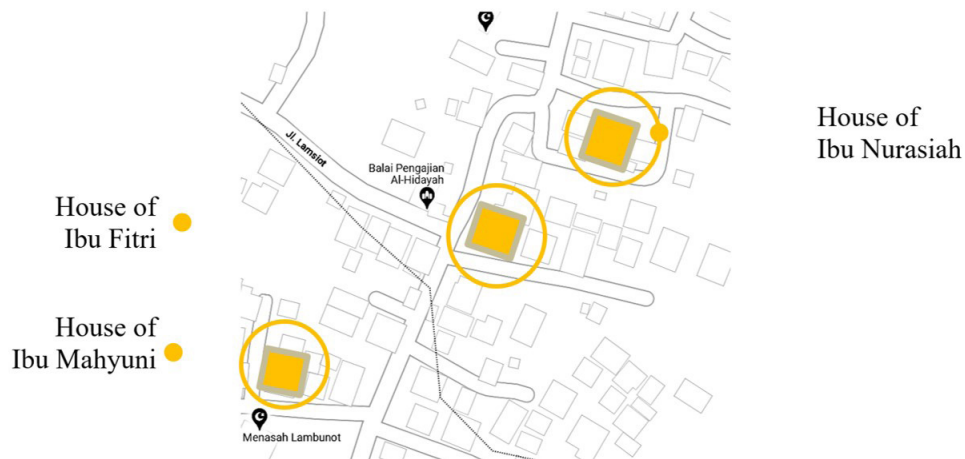 House of
Ibu Nurasiah
Jl. Lamslot
Balai Pengajian
Al-Hidayah
House of
Ibu Fitri
House of
Ibu Mahyuni
Menasah Lambunot